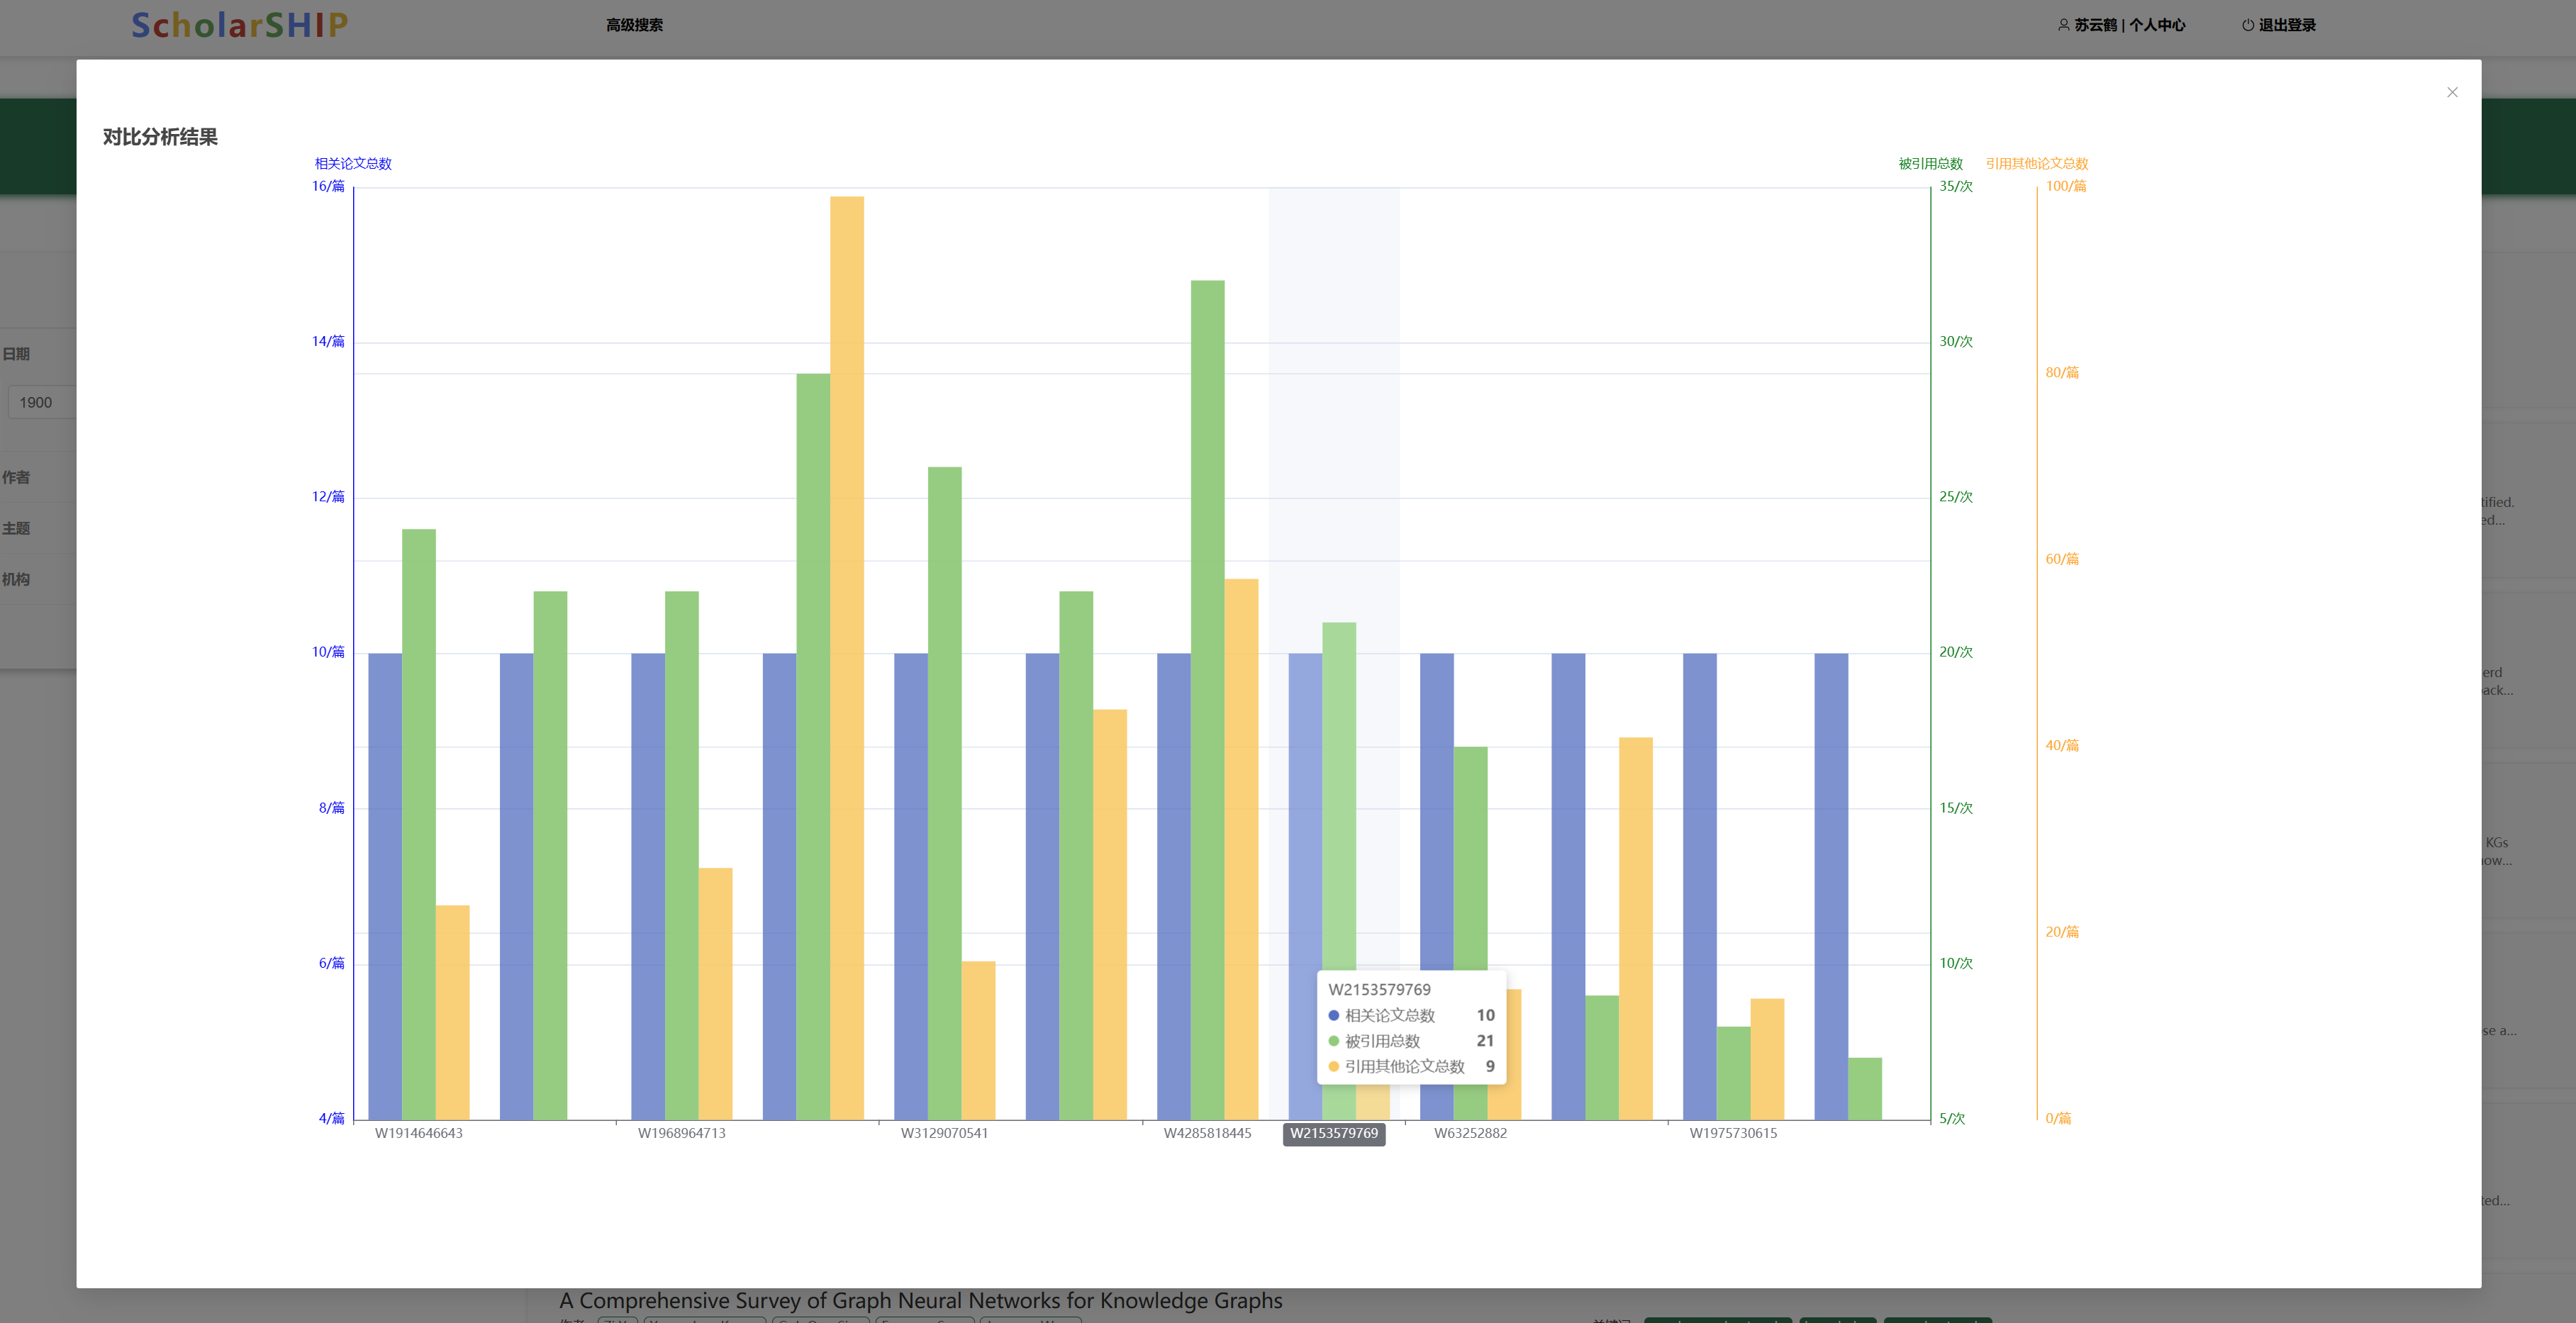 ScholarSHIP
高级搜索
苏云鹤 | 个人中心
退出登录
对比分析结果
相关论文总数
被引用总数
引用其他论文总数
16/篇
14/篇
12/篇
10/篇
8/篇
6/篇
4/篇
35/次
30/次
25/次
20/次
15/次
10/次
5/次
100/篇
80/篇
60/篇
40/篇
20/篇
0/篇
W1914646643
W1968964713
W3129070541
W4285818445
W2153579769
W63252882
W1975730615
W2153579769
相关论文总数 10
被引用总数 21
引用其他论文总数 9
日期
1900
作者
主题
机构
KGs
A Comprehensive Survey of Graph Neural Networks for Knowledge Graphs